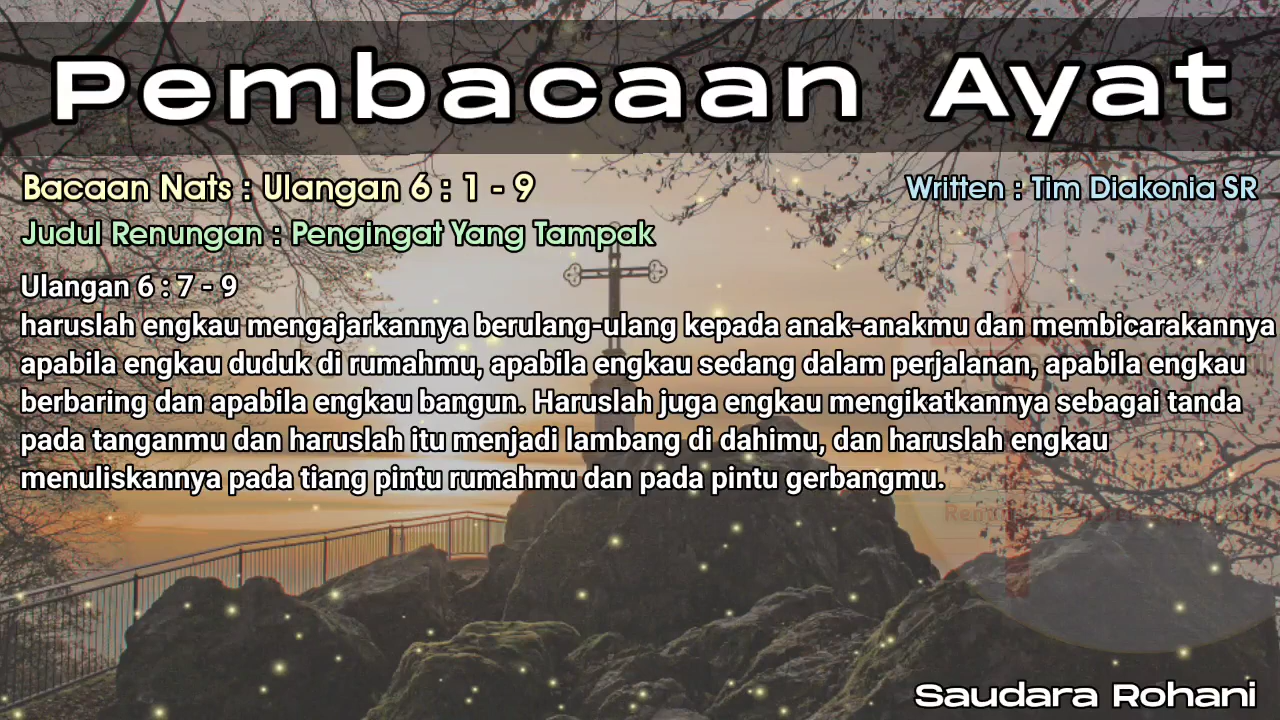 Pembacaan Ayat
Bacaan Nats : Ulangan 6 : 1 - 9
Written : Tim Diakonia SR
Judul Renungan : Pengingat Yang Tampak
Ulangan 6 : 7 - 9
haruslah engkau mengajarkannya berulang-ulang kepada anak-anakmu dan membicarakannya
apabila engkau duduk di rumahmu, apabila engkau sedang dalam perjalanan, apabila engkau
berbaring dan apabila engkau bangun. Haruslah juga engkau mengikatkannya sebagai tanda
pada tanganmu dan haruslah itu menjadi lambang di dahimu, dan haruslah engkau
menuliskannya pada tiang pintu rumahmu dan pada pintu gerbangmu.
Saudara Rohani